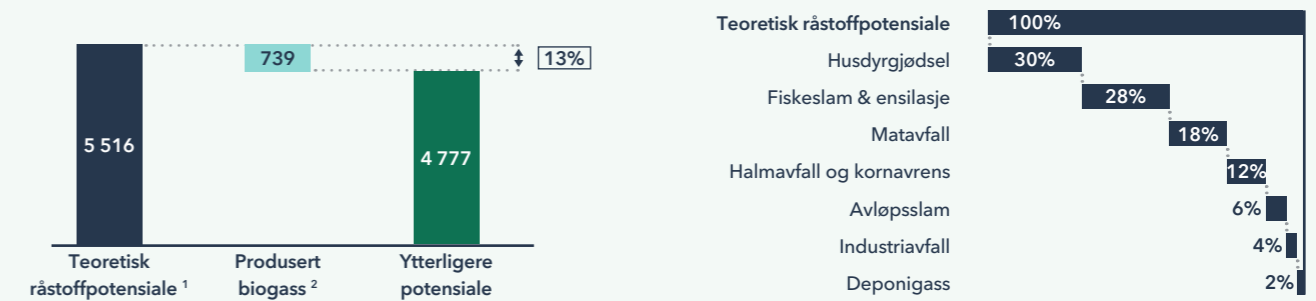 5 516
739
4 777
13%
Teoretisk
råstoffpotensiale ¹
Produsert
biogass ²
Ytterligere
potensiale
Teoretisk råstoffpotensiale 100%
Husdyrgjødsel 30%
Fiskeslam & ensilasje 28%
Matavfall 18%
Halmavfall og kornavrens 12%
Avløpsslam 6%
Industriavfall 4%
Deponigass 2%